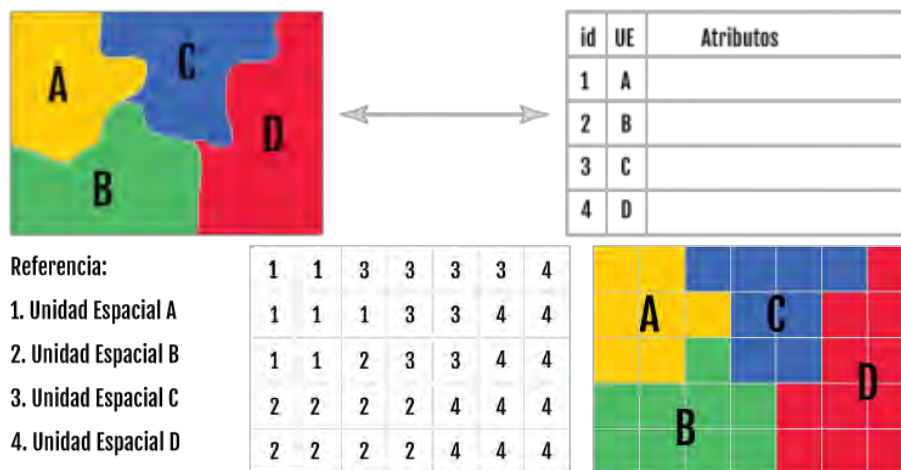 A
C
D
B
id UE Atributos
1 A
2 B
3 C
4 D
Referencia:
1. Unidad Espacial A
2. Unidad Espacial B
3. Unidad Espacial C
4. Unidad Espacial D
1 1 3 3 3 3 4
1 1 1 3 3 4 4
1 1 2 3 3 4 4
2 2 2 2 4 4 4
2 2 2 2 4 4 4
A C
D
B